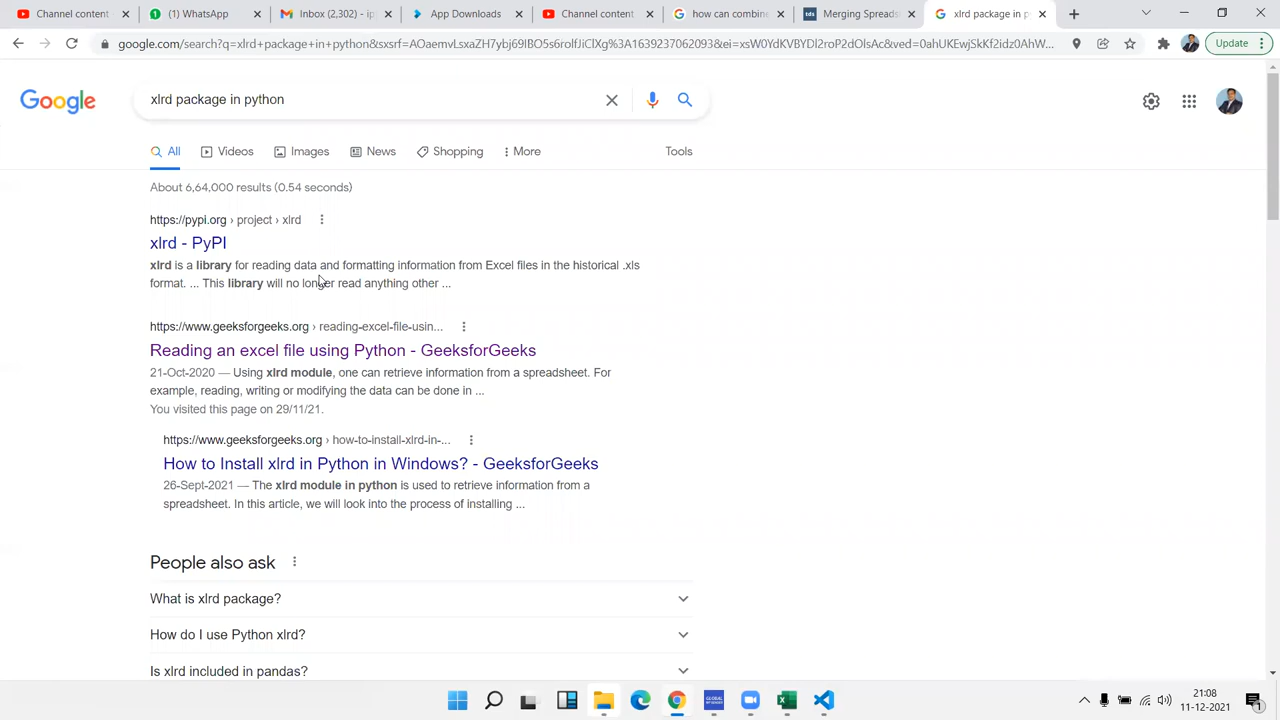 Channel content
(1) WhatsApp
Inbox (2,302) - ip
App Downloads
Channel content
how can combine
Merging Spreads
xlrd package in p
google.com/search?q=xlrd+package+in+python&sxsrf=
Update
Google
xlrd package in python
All
Videos
Images
News
Shopping
More
Tools
About 6,64,000 results (0.54 seconds)
https://pypi.org › project › xlrd
xlrd - PyPI
xlrd is a library for reading data and formatting information from Excel files in the historical .xls
format. ... This library will no longer read anything other ...
https://www.geeksforgeeks.org › reading-excel-file-usin...
Reading an excel file using Python - GeeksforGeeks
21-Oct-2020 — Using xlrd module, one can retrieve information from a spreadsheet. For
example, reading, writing or modifying the data can be done in ...
You visited this page on 29/11/21.
https://www.geeksforgeeks.org › how-to-install-xlrd-in-...
How to Install xlrd in Python in Windows? - GeeksforGeeks
26-Sept-2021 — The xlrd module in python is used to retrieve information from a
spreadsheet. In this article, we will look into the process of installing ...
People also ask
What is xlrd package?
How do I use Python xlrd?
Is xlrd included in pandas?
21:08
11-12-2021